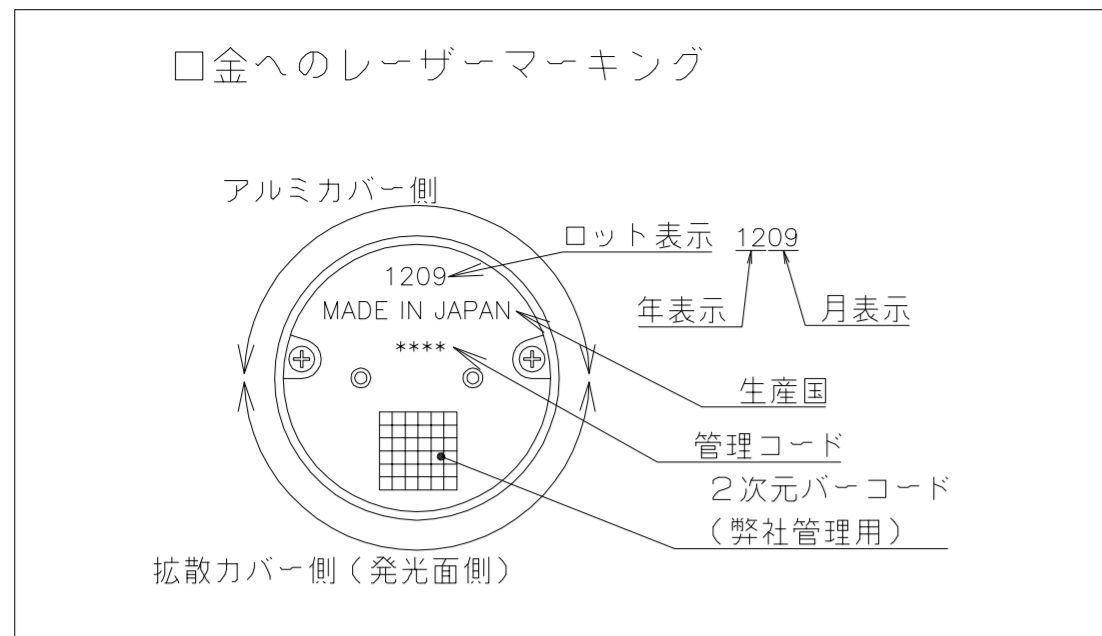 口金へのレーザーマーキング
アルミカバー側
ロット表示 1209
1209
MADE IN JAPAN
年表示
月表示
****
生産国
管理コード
2次元バーコード
(弊社管理用)
拡散カバー側(発光面側)